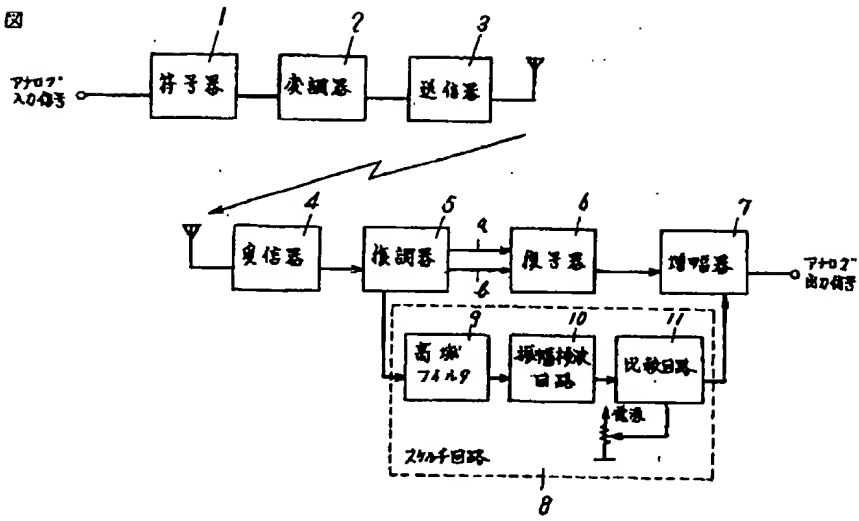 図
1
2
3
アナログ
入力信号
符号器
変調器
送信器
4
5
6
7
a
b
受信器
復調器
復号器
増幅器
アナログ
出力信号
9
10
11
高域
フィルタ
振幅検波
回路
比較回路
電源
スケルチ回路
8